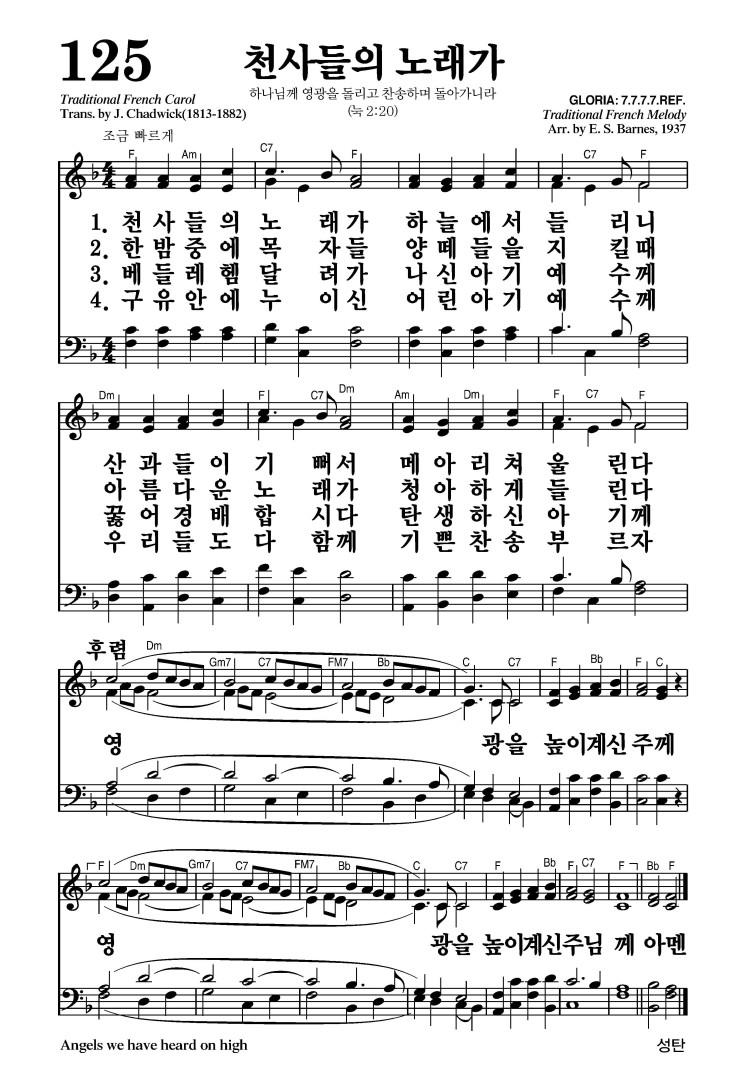 125 천사들의 노래가
하나님께 영광을 돌리고 찬송하며 돌아가니라
(눅 2:20)
Traditional French Carol
Trans. by J. Chadwick(1813-1882)
GLORIA: 7.7.7.7.REF.
Traditional French Melody
Arr. by E. S. Barnes, 1937
조금 빠르게
F Am C7 F C7 F
1. 천 사 들 의 노 래 가 하 늘 에 서 들 리 니
2. 한 밤 중 에 목 자 들 양 떼 들 을 지 킬 때
3. 베 들 레 헴 달 려 가 나 신 아 기 예 수 께
4. 구 유 안 에 누 이 신 어 린 아 기 예 수 께
Dm F C7 Dm Am Dm F C7 F
산 과 들 이 기 뻐 서 메 아 리 쳐 울 린 다
아 름 다 운 노 래 가 청 아 하 게 들 린 다
꿇 어 경 배 합 시 다 탄 생 하 신 아 기 께
우 리 들 도 다 함 께 기 쁜 찬 송 부 르 자
후렴 Dm Gm7 C7 FM7 Bb C C7 F Bb F C
영 광을 높이계신 주께
F Dm Gm7 C7 FM7 Bb C C7 F Bb F C7 F Bb F
영 광을 높이계신주님 께 아멘
Angels we have heard on high
성탄